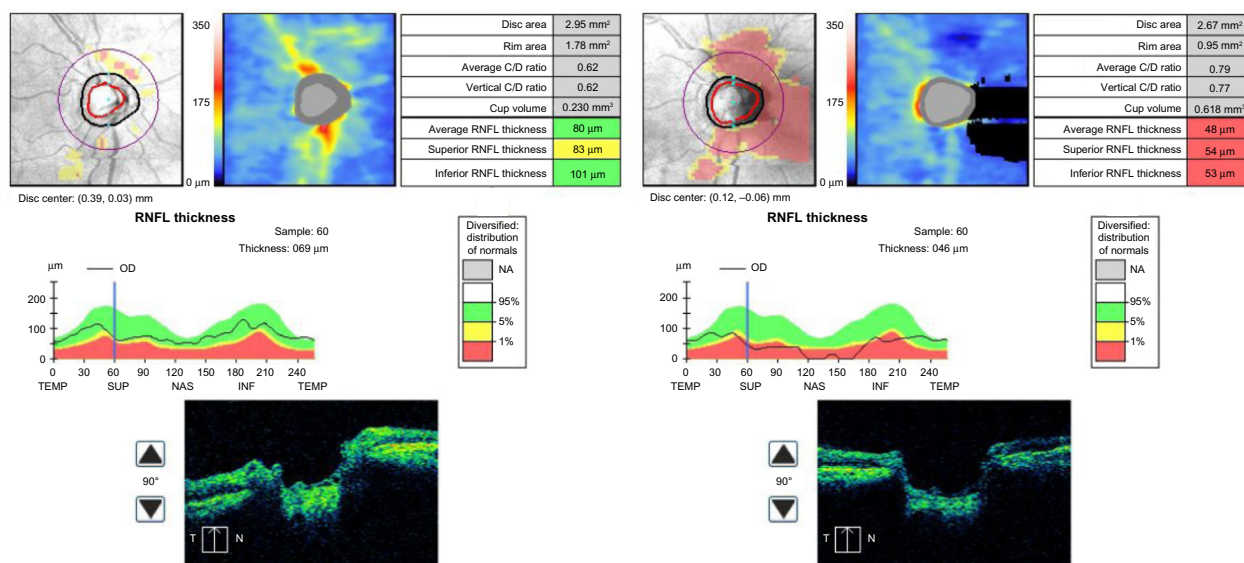 350
175
0 µm
Disc area 2.95 mm²
Rim area 1.78 mm²
Average C/D ratio 0.62
Vertical C/D ratio 0.62
Cup volume 0.230 mm³
Average RNFL thickness 80 µm
Superior RNFL thickness 83 µm
Inferior RNFL thickness 101 µm
Disc center: (0.39, 0.03) mm
RNFL thickness
Sample: 60
Thickness: 069 µm
µm
OD
200
100
0
0 30 60 90 120 150 180 210 240
TEMP SUP NAS INF TEMP
Diversified:
distribution
of normals
NA
95%
5%
1%
90°
T N
350
175
0 µm
Disc area 2.67 mm²
Rim area 0.95 mm²
Average C/D ratio 0.79
Vertical C/D ratio 0.77
Cup volume 0.618 mm³
Average RNFL thickness 48 µm
Superior RNFL thickness 54 µm
Inferior RNFL thickness 53 µm
Disc center: (0.12, –0.06) mm
RNFL thickness
Sample: 60
Thickness: 046 µm
µm
OD
200
100
0
0 30 60 90 120 150 180 210 240
TEMP SUP NAS INF TEMP
Diversified:
distribution
of normals
NA
95%
5%
1%
90°
T N